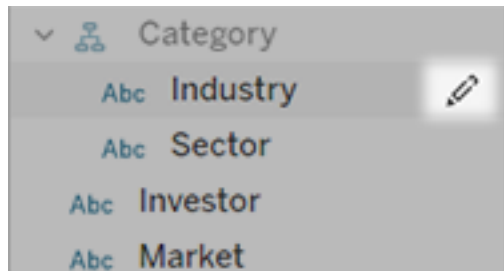 Category
Abc Industry
Abc Sector
Abc Investor
Abc Market